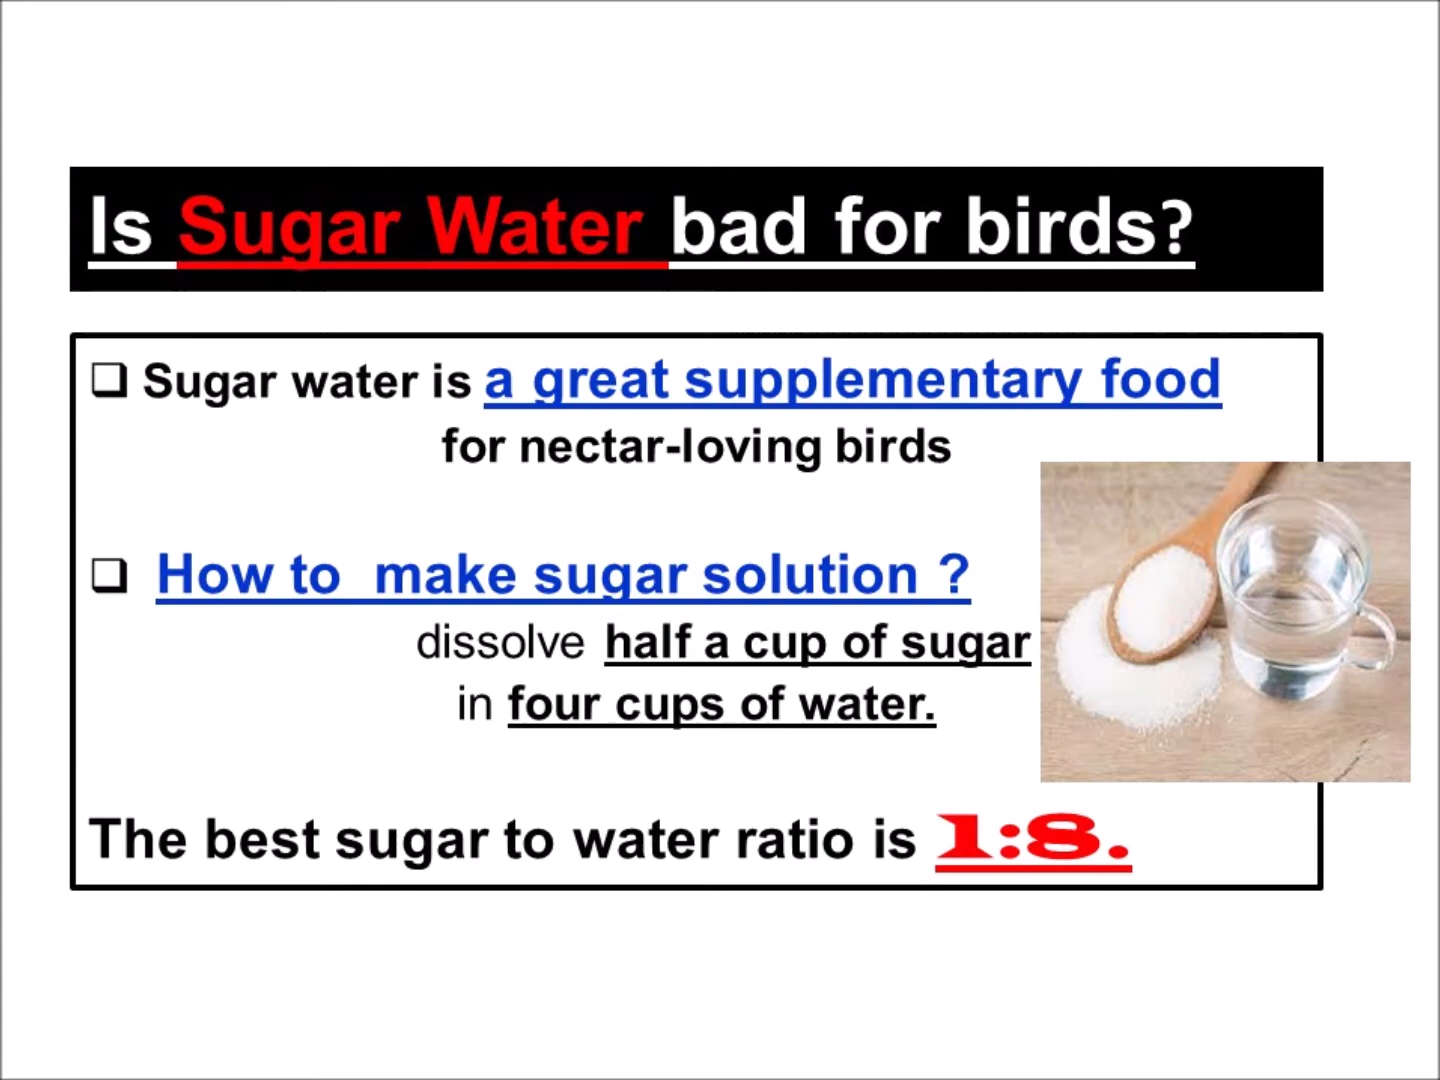 Is Sugar Water bad for birds?
❑ Sugar water is a great supplementary food
for nectar-loving birds
❑ How to make sugar solution ?
dissolve half a cup of sugar
in four cups of water.
The best sugar to water ratio is 1:8.